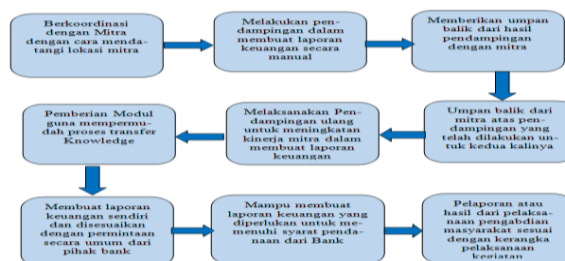 Berkoordinasi
dengan Mitra
dengan cara menda-
tangi lokasi mitra
Melakukan pen-
dampingan dalam
membuat laporan
keuangan secara
manual
Memberikan umpan
balik dari hasil
pendampingan
dengan mitra
Umpan balik dari
mitra atas pen-
dampingan yang
telah dilakukan un-
tuk kedua kalinya
Melaksanakan Pen-
dampingan ulang
untuk meningkatan
kinerja mitra dalam
membuat laporan
keuangan
Pemberian Modul
guna mempermu-
dah proses transfer
Knowledge
Membuat laporan
keuangan sendiri
dan disesuaikan
dengan permintaan
secara umum dari
pihak bank
Mampu membuat
laporan keuangan yang
diperlukan untuk me-
menuhi syarat penda-
naan dari Bank
Pelaporan atau
hasil dari pelaksa-
naan pengabdian
masyarakat sesuai
dengan kerangka
pelaksanaan
kegiatan